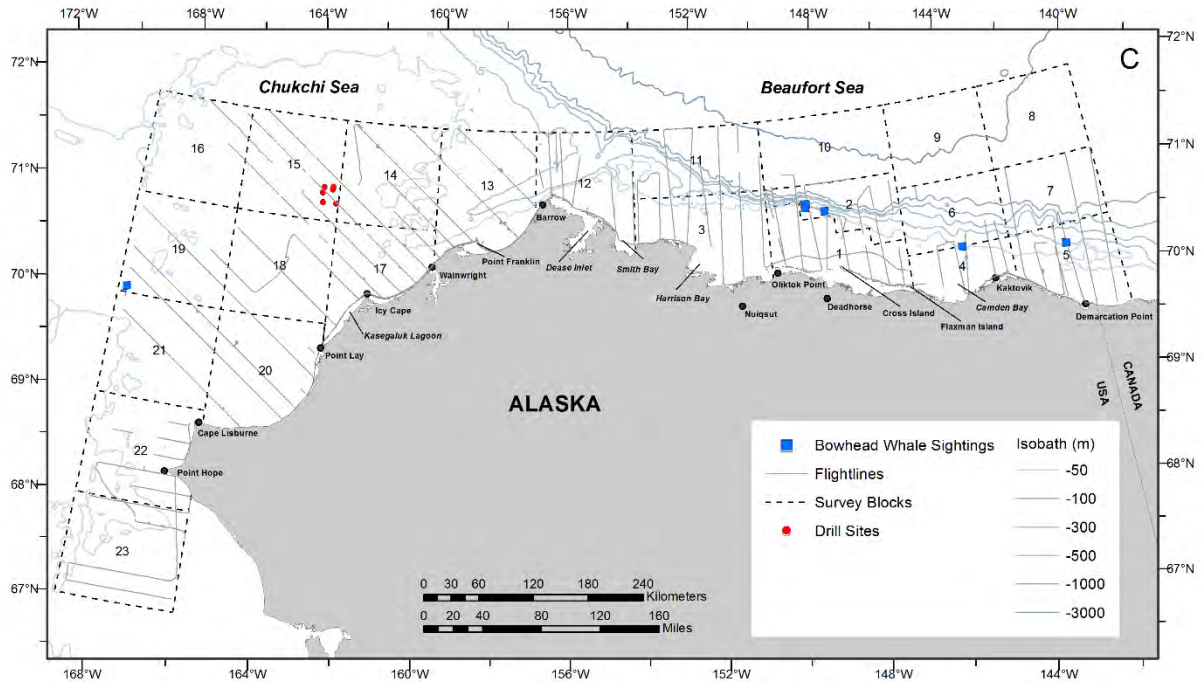 172°W 168°W 164°W 160°W 156°W 152°W 148°W 144°W 140°W
C
Chukchi Sea
Beaufort Sea
72°N
71°N
70°N
69°N
68°N
67°N
72°N
71°N
70°N
69°N
68°N
67°N
16
15
14
13
12
11
10
9
8
7
6
5
4
3
2
1
19
18
17
21
20
22
23
Barrow
Point Franklin
Wainwright
Icy Cape
Kasegaluk Lagoon
Point Lay
Cape Lisburne
Point Hope
Dease Inlet
Smith Bay
Harrison Bay
Nuiqsut
Oliktok Point
Deadhorse
Cross Island
Flaxman Island
Camden Bay
Kaktovik
Demarcation Point
CANADA
USA
ALASKA
Bowhead Whale Sightings
Flightlines
Survey Blocks
Drill Sites
Isobath (m)
-50
-100
-300
-500
-1000
-3000
0 30 60 120 180 240
Kilometers
0 20 40 80 120 160
Miles
168°W 164°W 160°W 156°W 152°W 148°W 144°W